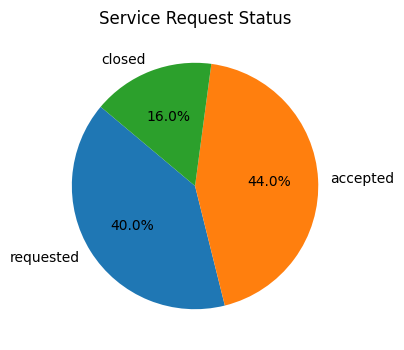 Service Request Status
closed
16.0%
accepted
44.0%
40.0%
requested